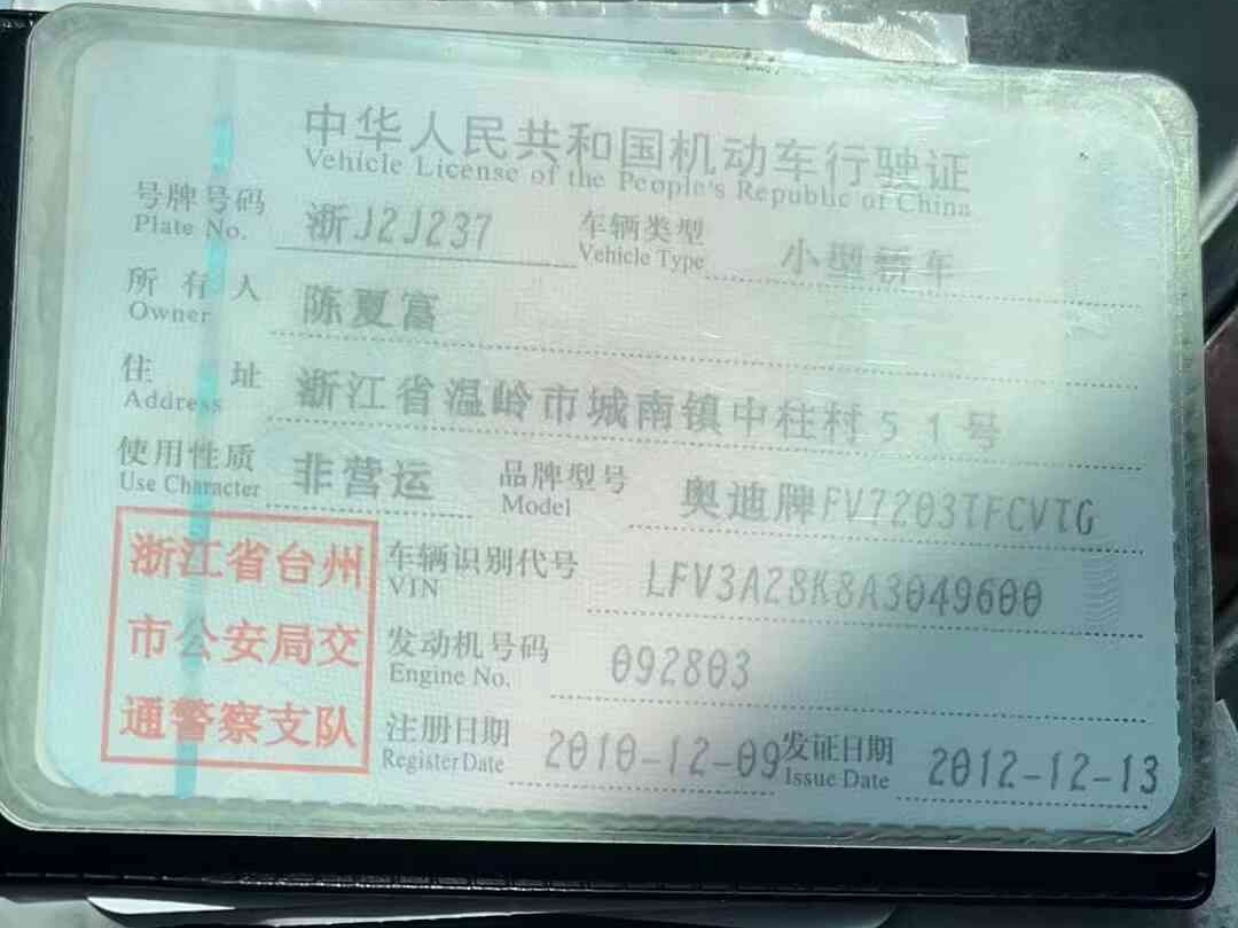 中华人民共和国机动车行驶证
Vehicle License of the People's Republic of China
号牌号码 浙J2J237 车辆类型 小型轿车
Plate No. Vehicle Type
所有人 陈夏富
Owner
住址 浙江省温岭市城南镇中柱村51号
Address
使用性质 非营运 品牌型号 奥迪牌FV7203TFCVTG
Use Character Model
浙江省台州
市公安局交
通警察支队
车辆识别代号 LFV3A28K8A3049600
VIN
发动机号码 092803
Engine No.
注册日期 2010-12-09 发证日期 2012-12-13
Register Date Issue Date